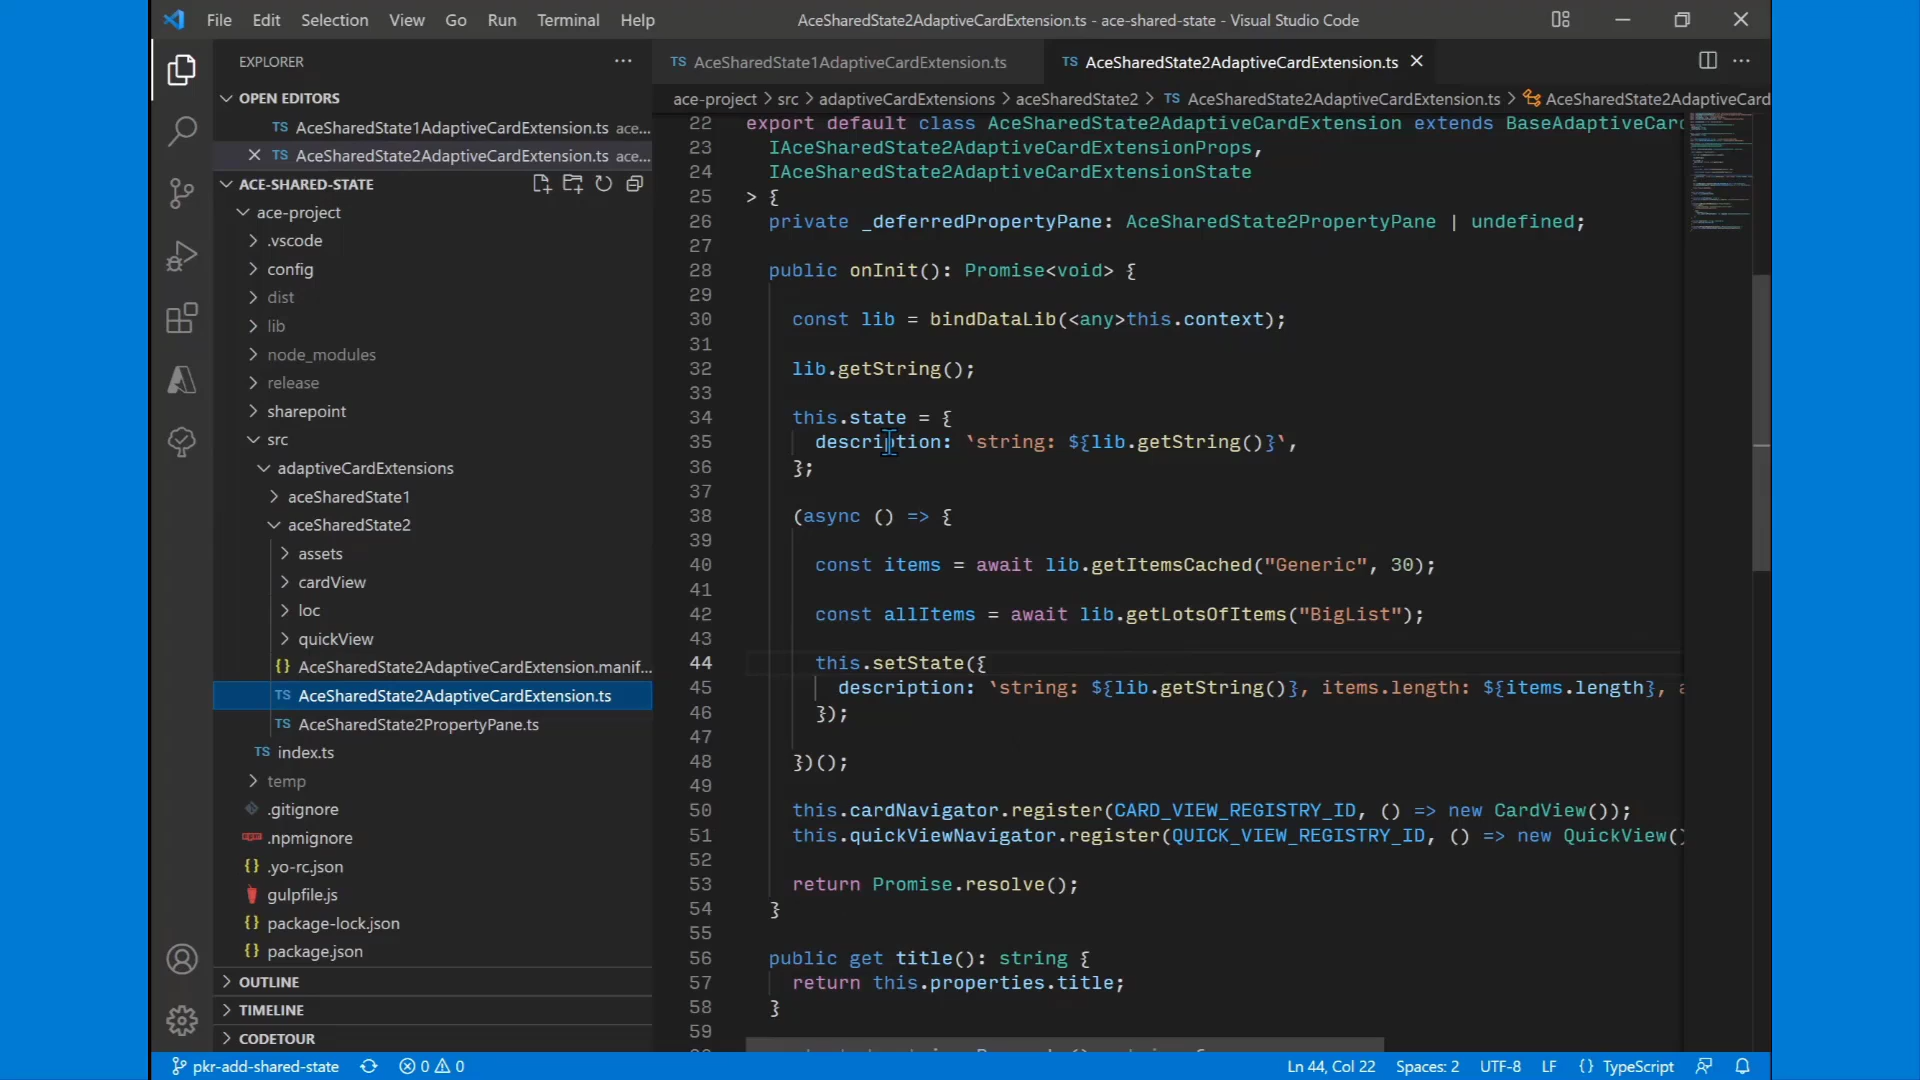 File Edit Selection View Go Run Terminal Help
AceSharedState2AdaptiveCardExtension.ts - ace-shared-state - Visual Studio Code
EXPLORER
OPEN EDITORS
TS AceSharedState1AdaptiveCardExtension.ts ace...
TS AceSharedState2AdaptiveCardExtension.ts ace...
ACE-SHARED-STATE
ace-project
.vscode
config
dist
lib
node_modules
release
sharepoint
src
adaptiveCardExtensions
aceSharedState1
aceSharedState2
assets
cardView
loc
quickView
{} AceSharedState2AdaptiveCardExtension.manif...
TS AceSharedState2AdaptiveCardExtension.ts
TS AceSharedState2PropertyPane.ts
TS index.ts
temp
.gitignore
.npmignore
{} .yo-rc.json
gulpfile.js
{} package-lock.json
{} package.json
OUTLINE
TIMELINE
CODETOUR
TS AceSharedState1AdaptiveCardExtension.ts
TS AceSharedState2AdaptiveCardExtension.ts
ace-project > src > adaptiveCardExtensions > aceSharedState2 > TS AceSharedState2AdaptiveCardExtension.ts > AceSharedState2AdaptiveCard
22 export default class AceSharedState2AdaptiveCardExtension extends BaseAdaptiveCar
23 IAceSharedState2AdaptiveCardExtensionProps,
24 IAceSharedState2AdaptiveCardExtensionState
25 > {
26 private _deferredPropertyPane: AceSharedState2PropertyPane | undefined;
27
28 public onInit(): Promise<void> {
29
30 const lib = bindDataLib(<any>this.context);
31
32 lib.getString();
33
34 this.state = {
35 description: `string: ${lib.getString()}`,
36 };
37
38 (async () => {
39
40 const items = await lib.getItemsCached("Generic", 30);
41
42 const allItems = await lib.getLotsOfItems("BigList");
43
44 this.setState({
45 description: `string: ${lib.getString()}, items.length: ${items.length}, a
46 });
47
48 })();
49
50 this.cardNavigator.register(CARD_VIEW_REGISTRY_ID, () => new CardView());
51 this.quickViewNavigator.register(QUICK_VIEW_REGISTRY_ID, () => new QuickView()
52
53 return Promise.resolve();
54 }
55
56 public get title(): string {
57 return this.properties.title;
58 }
59
pkr-add-shared-state 0 0
Ln 44, Col 22 Spaces: 2 UTF-8 LF {} TypeScript